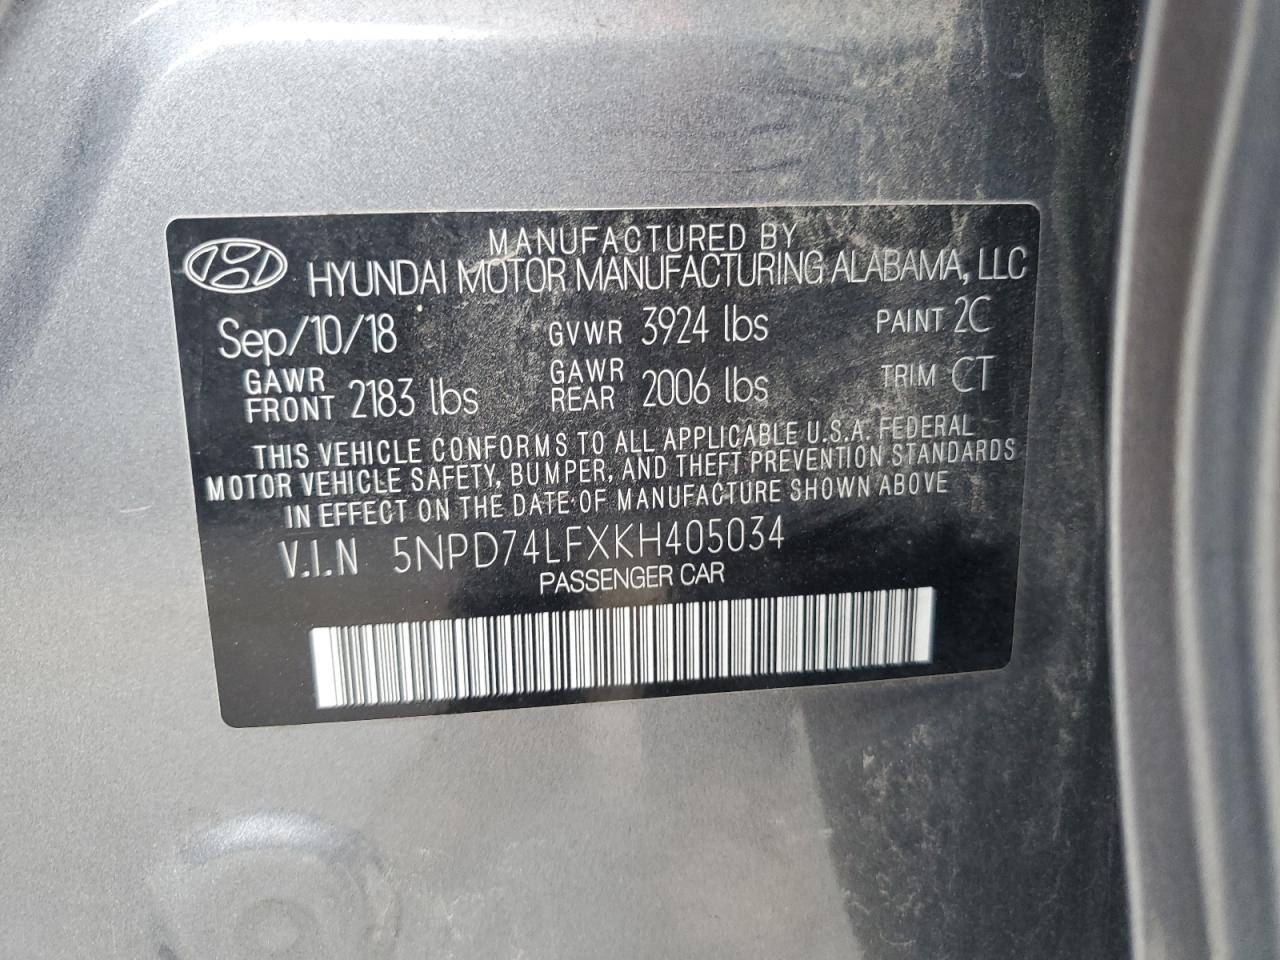 MANUFACTURED BY
HYUNDAI MOTOR MANUFACTURING ALABAMA, LLC
Sep/10/18 GVWR 3924 lbs PAINT 2C
GAWR FRONT 2183 lbs GAWR REAR 2006 lbs TRIM CT
THIS VEHICLE CONFORMS TO ALL APPLICABLE U.S.A. FEDERAL
MOTOR VEHICLE SAFETY, BUMPER, AND THEFT PREVENTION STANDARDS
IN EFFECT ON THE DATE OF MANUFACTURE SHOWN ABOVE
V.I.N 5NPD74LFXKH405034
PASSENGER CAR